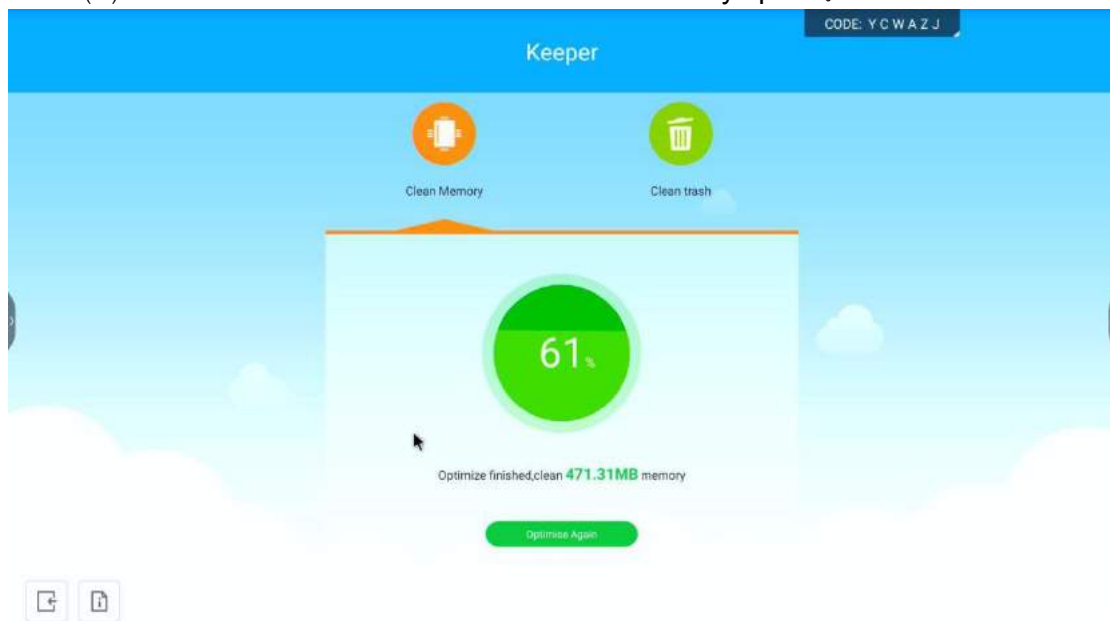 CODE: Y C W A Z J
Keeper
Clean Memory
Clean trash
61%
Optimize finished,clean 471.31MB memory
Optimise Again